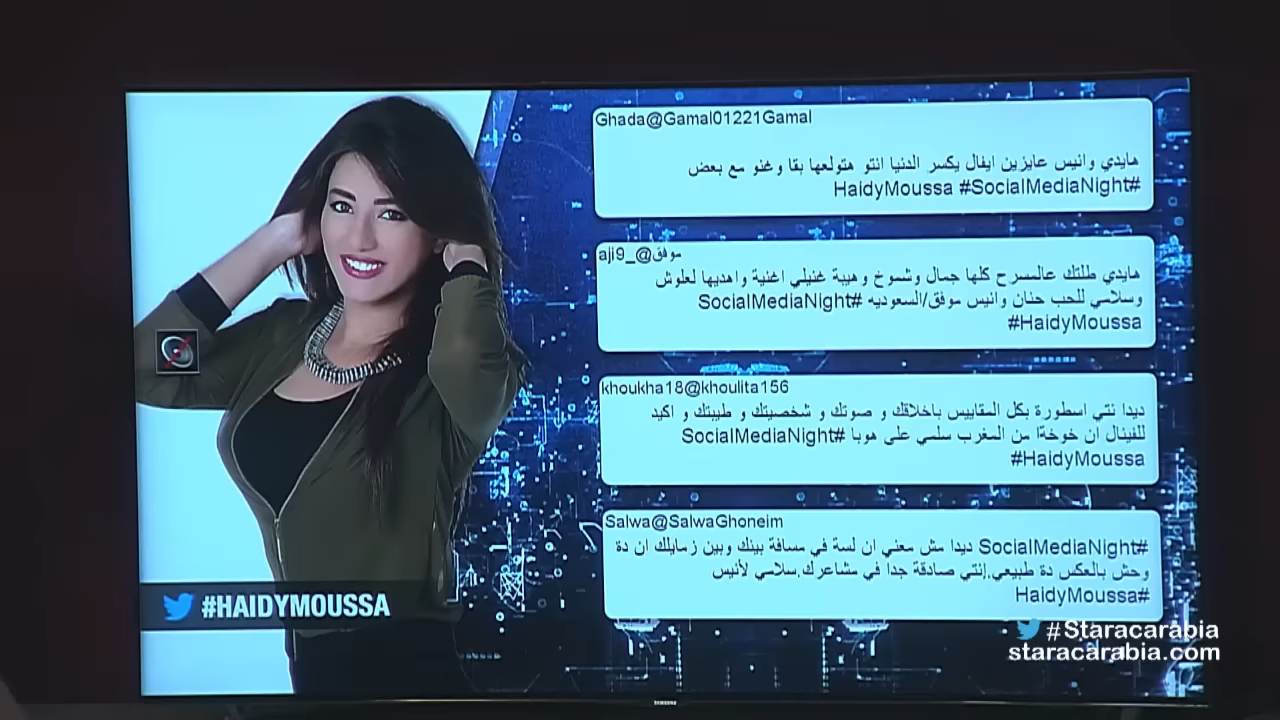 Ghada@Gamal01221Gamal
هايدي وانيس عايزين ايفال يكسر الدنيا انتو هتولعها بقا وغنو مع بعض
HaidyMoussa #SocialMediaNight#
موفق@_aji9
هايدي طلتك عالمسرح كلها جمال وشموخ وهيبة غنيلي اغنية واهديها لعلوش
وسلامي للحب حنان وانيس موفق/السعوديه #SocialMediaNight
#HaidyMoussa
khoukha18@khoulita156
ديدا نتي اسطورة بكل المقاييس باخلاقك و صوتك و شخصيتك و طيبتك و اكيد
للفينال ان خوخةا من المغرب سلمي على هوبا #SocialMediaNight
#HaidyMoussa
Salwa@SalwaGhoneim
#SocialMediaNight ديدا مش معني ان لسة في مسافة بينك وبين زمايلك ان دة
وحش بالعكس دة طبيعي.إنتي صادقة جدا في مشاعرك.سلامي لأنيس
HaidyMoussa#
#HAIDYMOUSSA
#Staracarabia
staracarabia.com
SAMSUNG